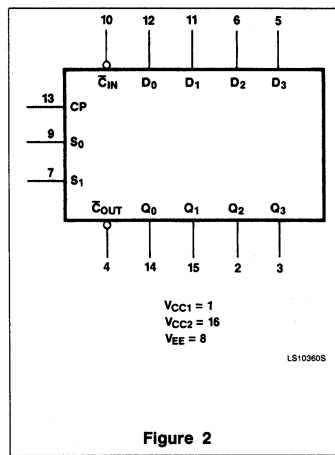 10 12 11 6 5
C̅IN D0 D1 D2 D3
13 CP
9 S0
7 S1
C̅OUT Q0 Q1 Q2 Q3
4 14 15 2 3
VCC1 = 1
VCC2 = 16
VEE = 8
LS10360S
Figure 2